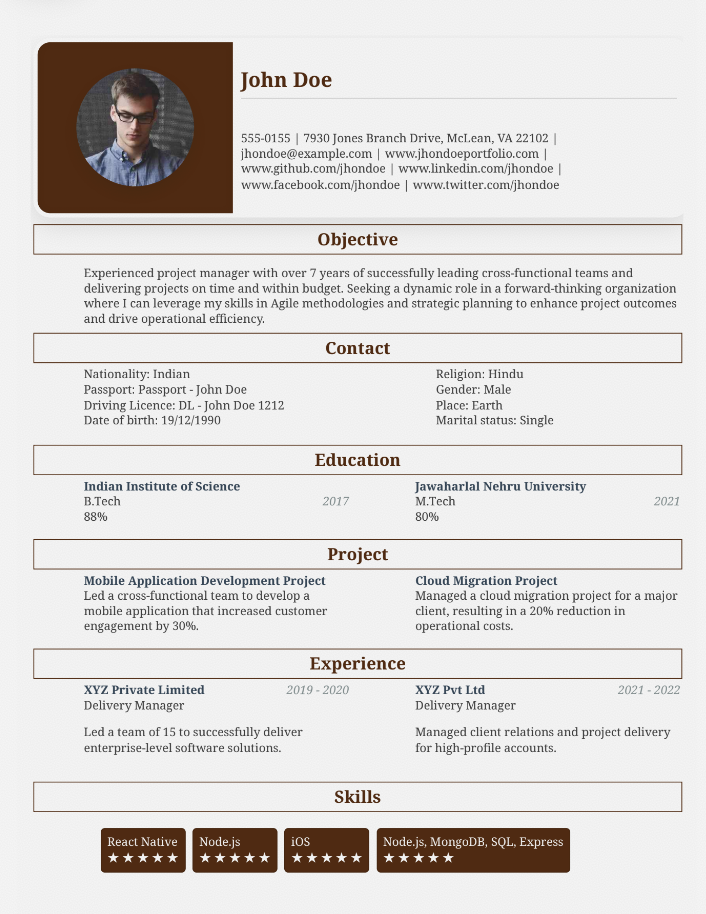 John Doe
555-0155 | 7930 Jones Branch Drive, McLean, VA 22102 |
jhondoe@example.com | www.jhondoeportfolio.com |
www.github.com/jhondoe | www.linkedin.com/jhondoe |
www.facebook.com/jhondoe | www.twitter.com/jhondoe
Objective
Experienced project manager with over 7 years of successfully leading cross-functional teams and
delivering projects on time and within budget. Seeking a dynamic role in a forward-thinking organization
where I can leverage my skills in Agile methodologies and strategic planning to enhance project outcomes
and drive operational efficiency.
Contact
Nationality: Indian
Passport: Passport - John Doe
Driving Licence: DL - John Doe 1212
Date of birth: 19/12/1990
Religion: Hindu
Gender: Male
Place: Earth
Marital status: Single
Education
Indian Institute of Science
B.Tech 2017
88%
Jawaharlal Nehru University
M.Tech 2021
80%
Project
Mobile Application Development Project
Led a cross-functional team to develop a
mobile application that increased customer
engagement by 30%.
Cloud Migration Project
Managed a cloud migration project for a major
client, resulting in a 20% reduction in
operational costs.
Experience
XYZ Private Limited 2019 - 2020
Delivery Manager
Led a team of 15 to successfully deliver
enterprise-level software solutions.
XYZ Pvt Ltd 2021 - 2022
Delivery Manager
Managed client relations and project delivery
for high-profile accounts.
Skills
React Native
★★★★★
Node.js
★★★★★
iOS
★★★★★
Node.js, MongoDB, SQL, Express
★★★★★